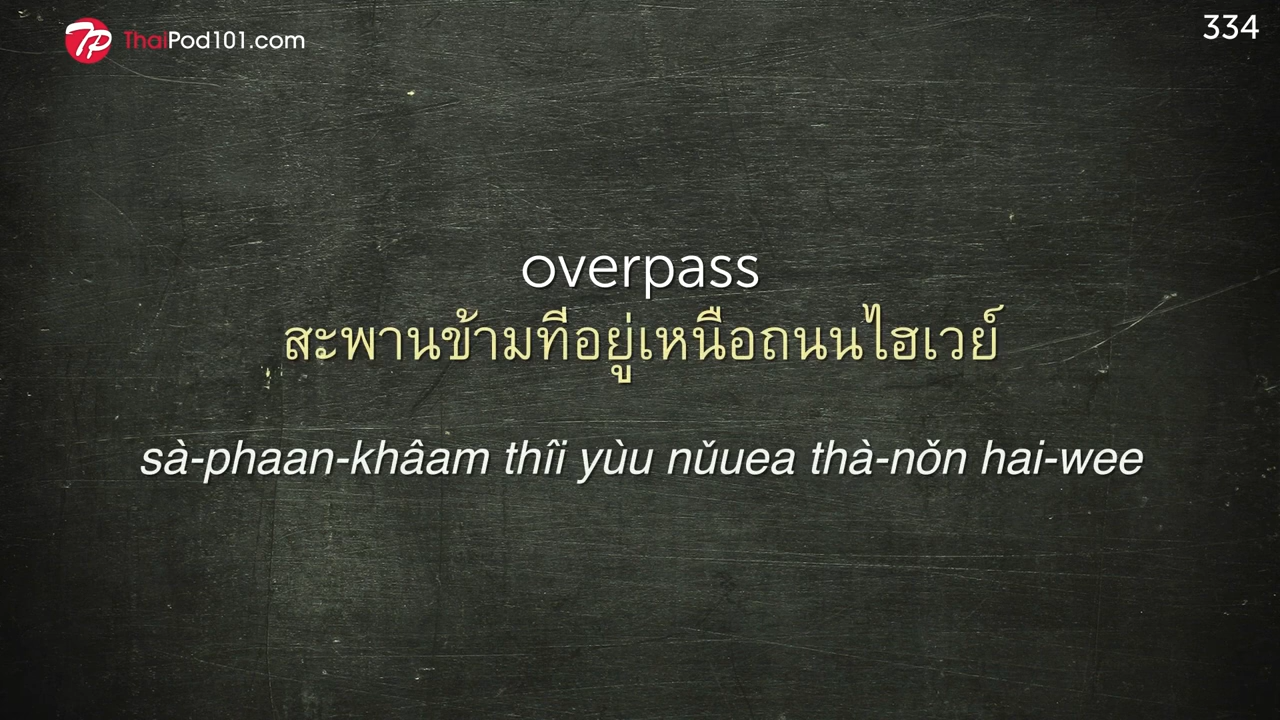 ThaiPod101.com
334
overpass
สะพานข้ามที่อยู่เหนือถนนไฮเวย์
sà-phaan-khâam thîi yùu nǔuea thà-nǒn hai-wee